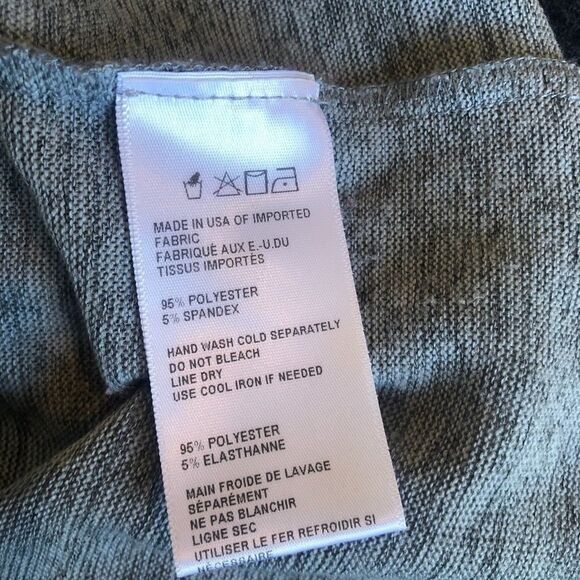 MADE IN USA OF IMPORTED
FABRIC
FABRIQUÉ AUX E.-U.DU
TISSUS IMPORTÉS
95% POLYESTER
5% SPANDEX
HAND WASH COLD SEPARATELY
DO NOT BLEACH
LINE DRY
USE COOL IRON IF NEEDED
95% POLYESTER
5% ELASTHANNE
MAIN FROIDE DE LAVAGE
SÉPARÉMENT
NE PAS BLANCHIR
LIGNE SEC
UTILISER LE FER REFROIDIR SI
NÉCESSAIRE